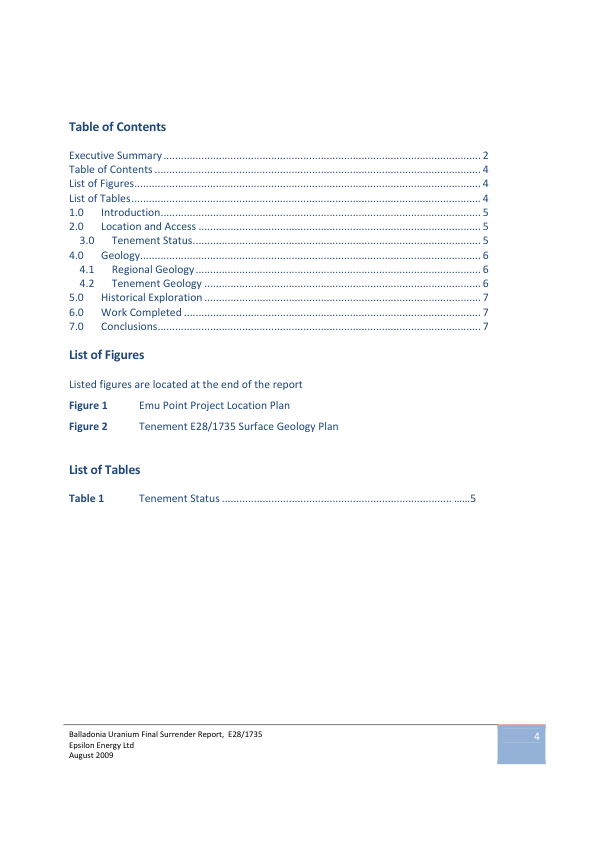 Table of Contents
Executive Summary.......................................................................................................... 2
Table of Contents ............................................................................................................. 4
List of Figures.................................................................................................................... 4
List of Tables..................................................................................................................... 4
1.0 Introduction........................................................................................................... 5
2.0 Location and Access .............................................................................................. 5
3.0 Tenement Status................................................................................................ 5
4.0 Geology.................................................................................................................. 6
4.1 Regional Geology............................................................................................... 6
4.2 Tenement Geology ............................................................................................ 6
5.0 Historical Exploration ............................................................................................ 7
6.0 Work Completed ................................................................................................... 7
7.0 Conclusions............................................................................................................ 7
List of Figures
Listed figures are located at the end of the report
Figure 1 Emu Point Project Location Plan
Figure 2 Tenement E28/1735 Surface Geology Plan
List of Tables
Table 1 Tenement Status ............................................................................. ......5
Balladonia Uranium Final Surrender Report, E28/1735
Epsilon Energy Ltd
August 2009
4